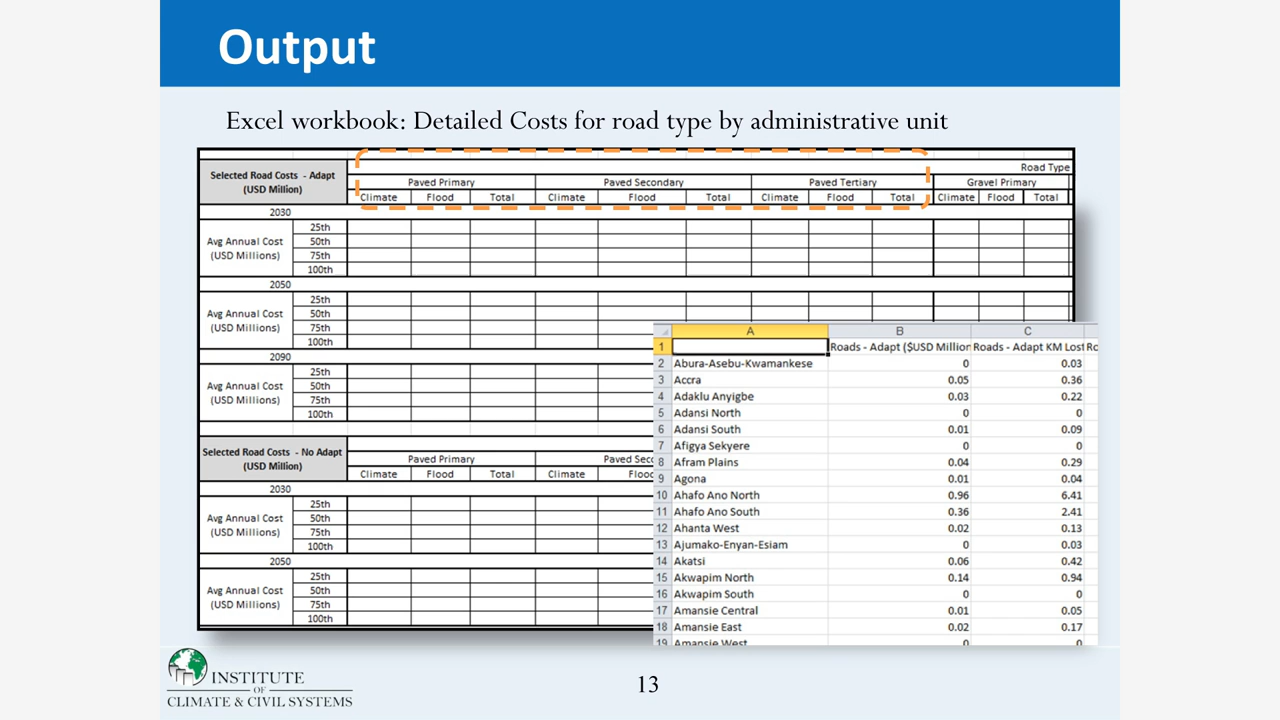 Output
Excel workbook: Detailed Costs for road type by administrative unit
Selected Road Costs - Adapt
(USD Million)
Road Type
Paved Primary Paved Secondary Paved Tertiary Gravel Primary
Climate Flood Total Climate Flood Total Climate Flood Total Climate Flood Total
2030
Avg Annual Cost
(USD Millions)
25th
50th
75th
100th
2050
Avg Annual Cost
(USD Millions)
25th
50th
75th
100th
2090
Avg Annual Cost
(USD Millions)
25th
50th
75th
100th
Selected Road Costs - No Adapt
(USD Million)
Paved Primary Paved Sec
Climate Flood Total Climate Flood
2030
Avg Annual Cost
(USD Millions)
25th
50th
75th
100th
2050
Avg Annual Cost
(USD Millions)
25th
50th
75th
100th
A B C
1 Roads - Adapt ($USD Million Roads - Adapt KM Lost Ro
2 Abura-Asebu-Kwamankese 0 0.03
3 Accra 0.05 0.36
4 Adaklu Anyigbe 0.03 0.22
5 Adansi North 0 0
6 Adansi South 0.01 0.09
7 Afigya Sekyere 0 0
8 Afram Plains 0.04 0.29
9 Agona 0.01 0.04
10 Ahafo Ano North 0.96 6.41
11 Ahafo Ano South 0.36 2.41
12 Ahanta West 0.02 0.13
13 Ajumako-Enyan-Esiam 0 0.03
14 Akatsi 0.06 0.42
15 Akwapim North 0.14 0.94
16 Akwapim South 0 0
17 Amansie Central 0.01 0.05
18 Amansie East 0.02 0.17
19 Amansie West 0 0
INSTITUTE
OF
CLIMATE & CIVIL SYSTEMS
13